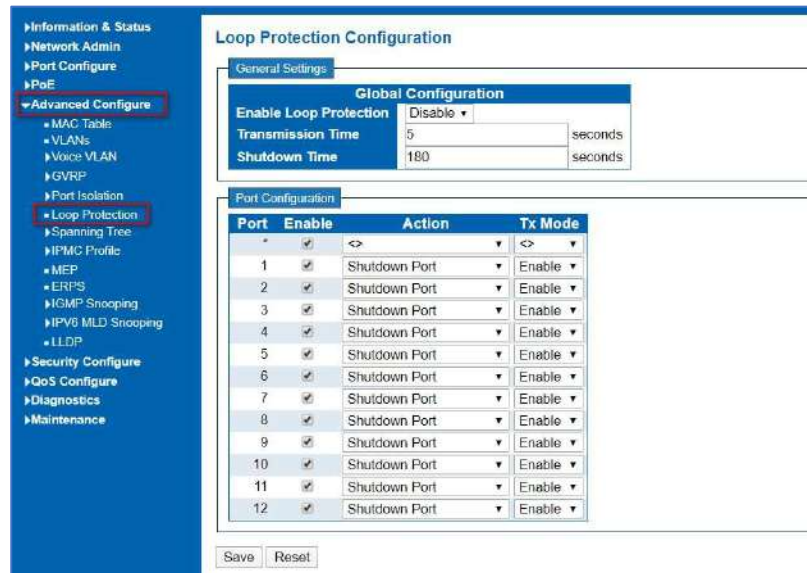 Information & Status
Network Admin
Port Configure
PoE
Advanced Configure
MAC Table
VLANs
Voice VLAN
GVRP
Port Isolation
Loop Protection
Spanning Tree
IPMC Profile
MEP
ERPS
IGMP Snooping
IPV6 MLD Snooping
LLDP
Security Configure
QoS Configure
Diagnostics
Maintenance
Loop Protection Configuration
General Settings
Global Configuration
Enable Loop Protection Disable
Transmission Time 5 seconds
Shutdown Time 180 seconds
Port Configuration
Port Enable Action Tx Mode
* <> <>
1 Shutdown Port Enable
2 Shutdown Port Enable
3 Shutdown Port Enable
4 Shutdown Port Enable
5 Shutdown Port Enable
6 Shutdown Port Enable
7 Shutdown Port Enable
8 Shutdown Port Enable
9 Shutdown Port Enable
10 Shutdown Port Enable
11 Shutdown Port Enable
12 Shutdown Port Enable
Save Reset